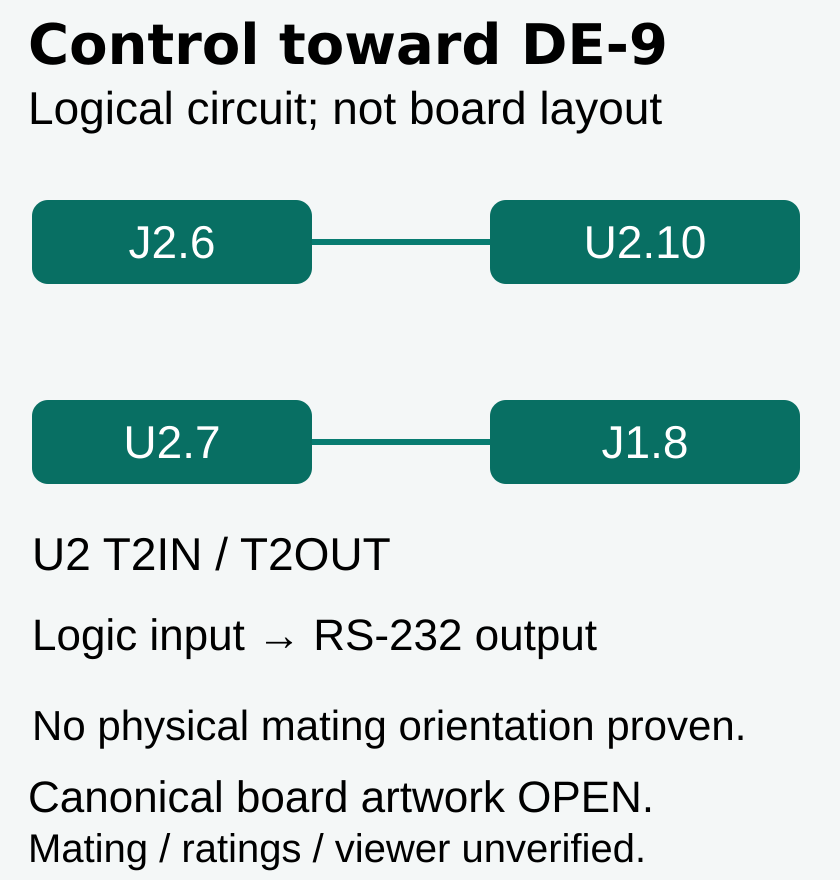 Control toward DE-9
Logical circuit; not board layout
J2.6
U2.10
U2.7
J1.8
U2 T2IN / T2OUT
Logic input → RS-232 output
No physical mating orientation proven.
Canonical board artwork OPEN.
Mating / ratings / viewer unverified.